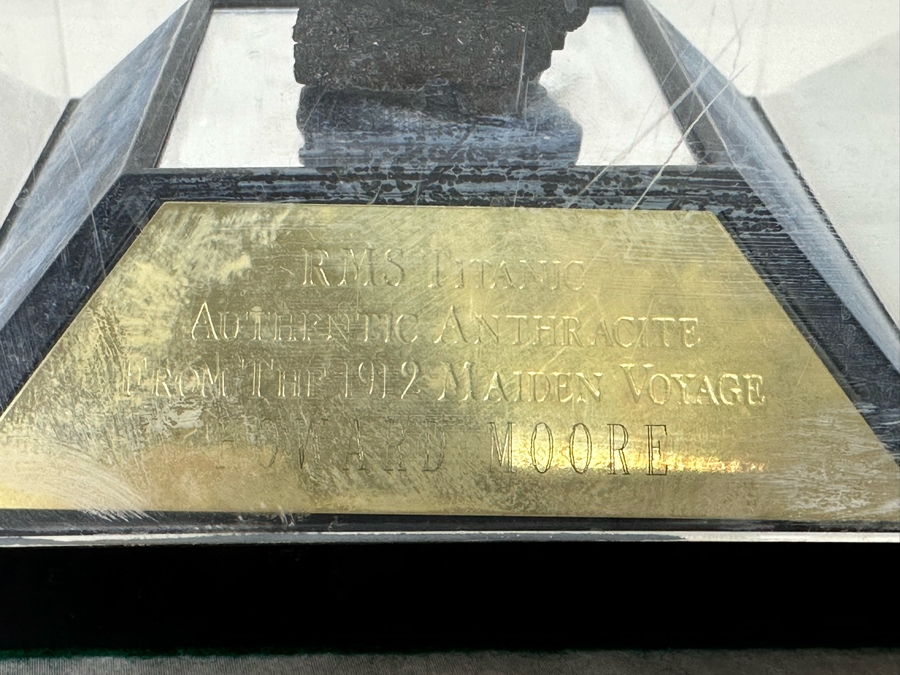 RMS TITANIC
AUTHENTIC ANTHRACITE
FROM THE 1912 MAIDEN VOYAGE
HOWARD MOORE